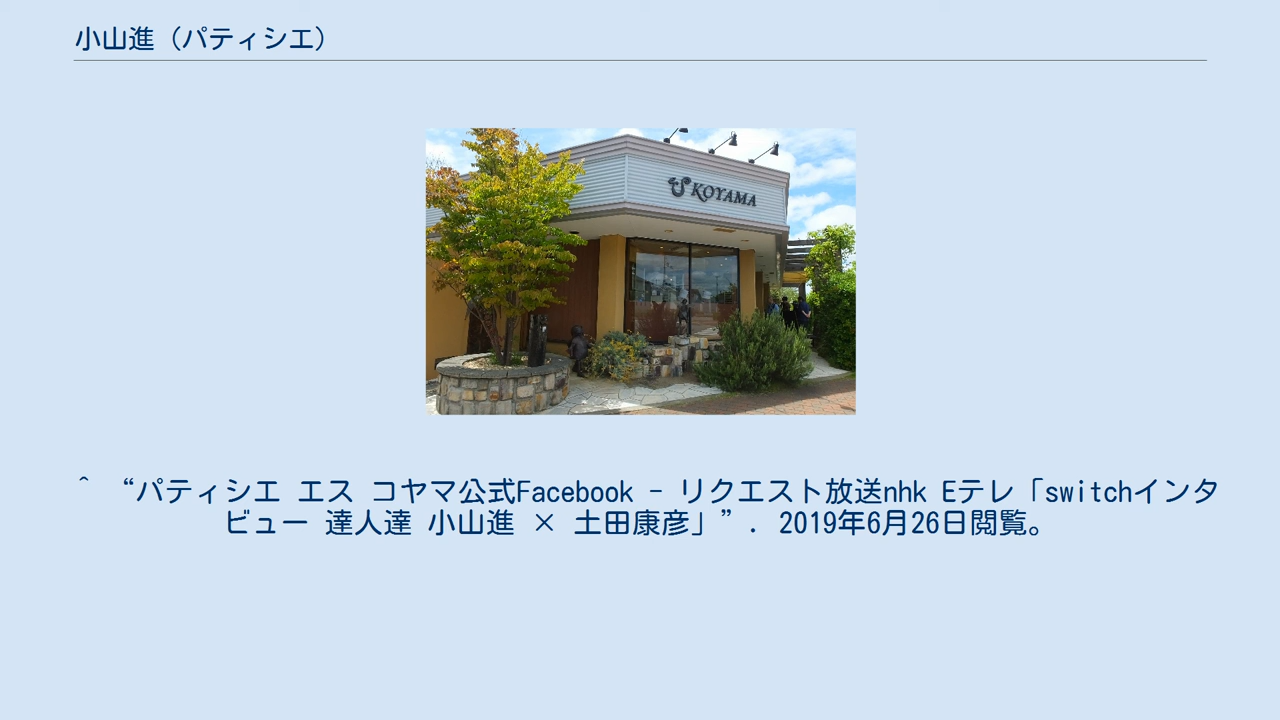 小山進（パティシエ）
KOYAMA
^ “パティシエ エス コヤマ公式Facebook - リクエスト放送nhk Eテレ「switchインタ
ビュー 達人達 小山進 × 土田康彦」”. 2019年6月26日閲覧。